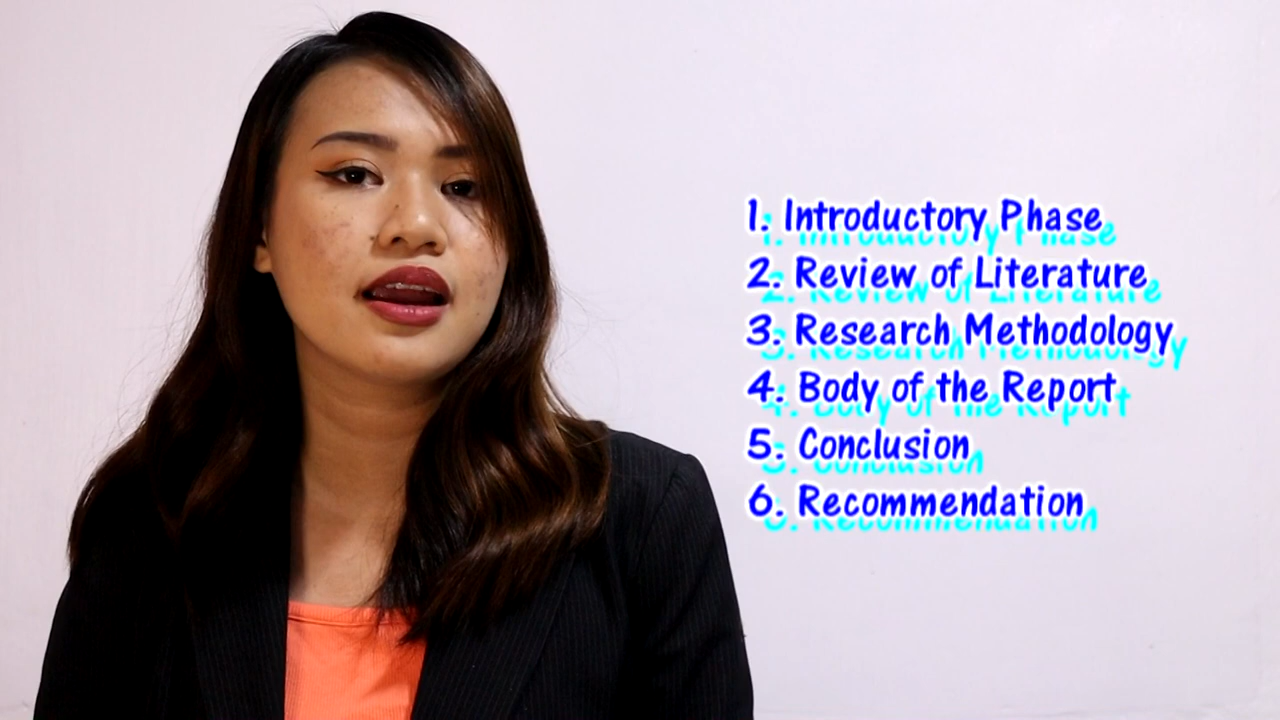 1. Introductory Phase
2. Review of Literature
3. Research Methodology
4. Body of the Report
5. Conclusion
6. Recommendation